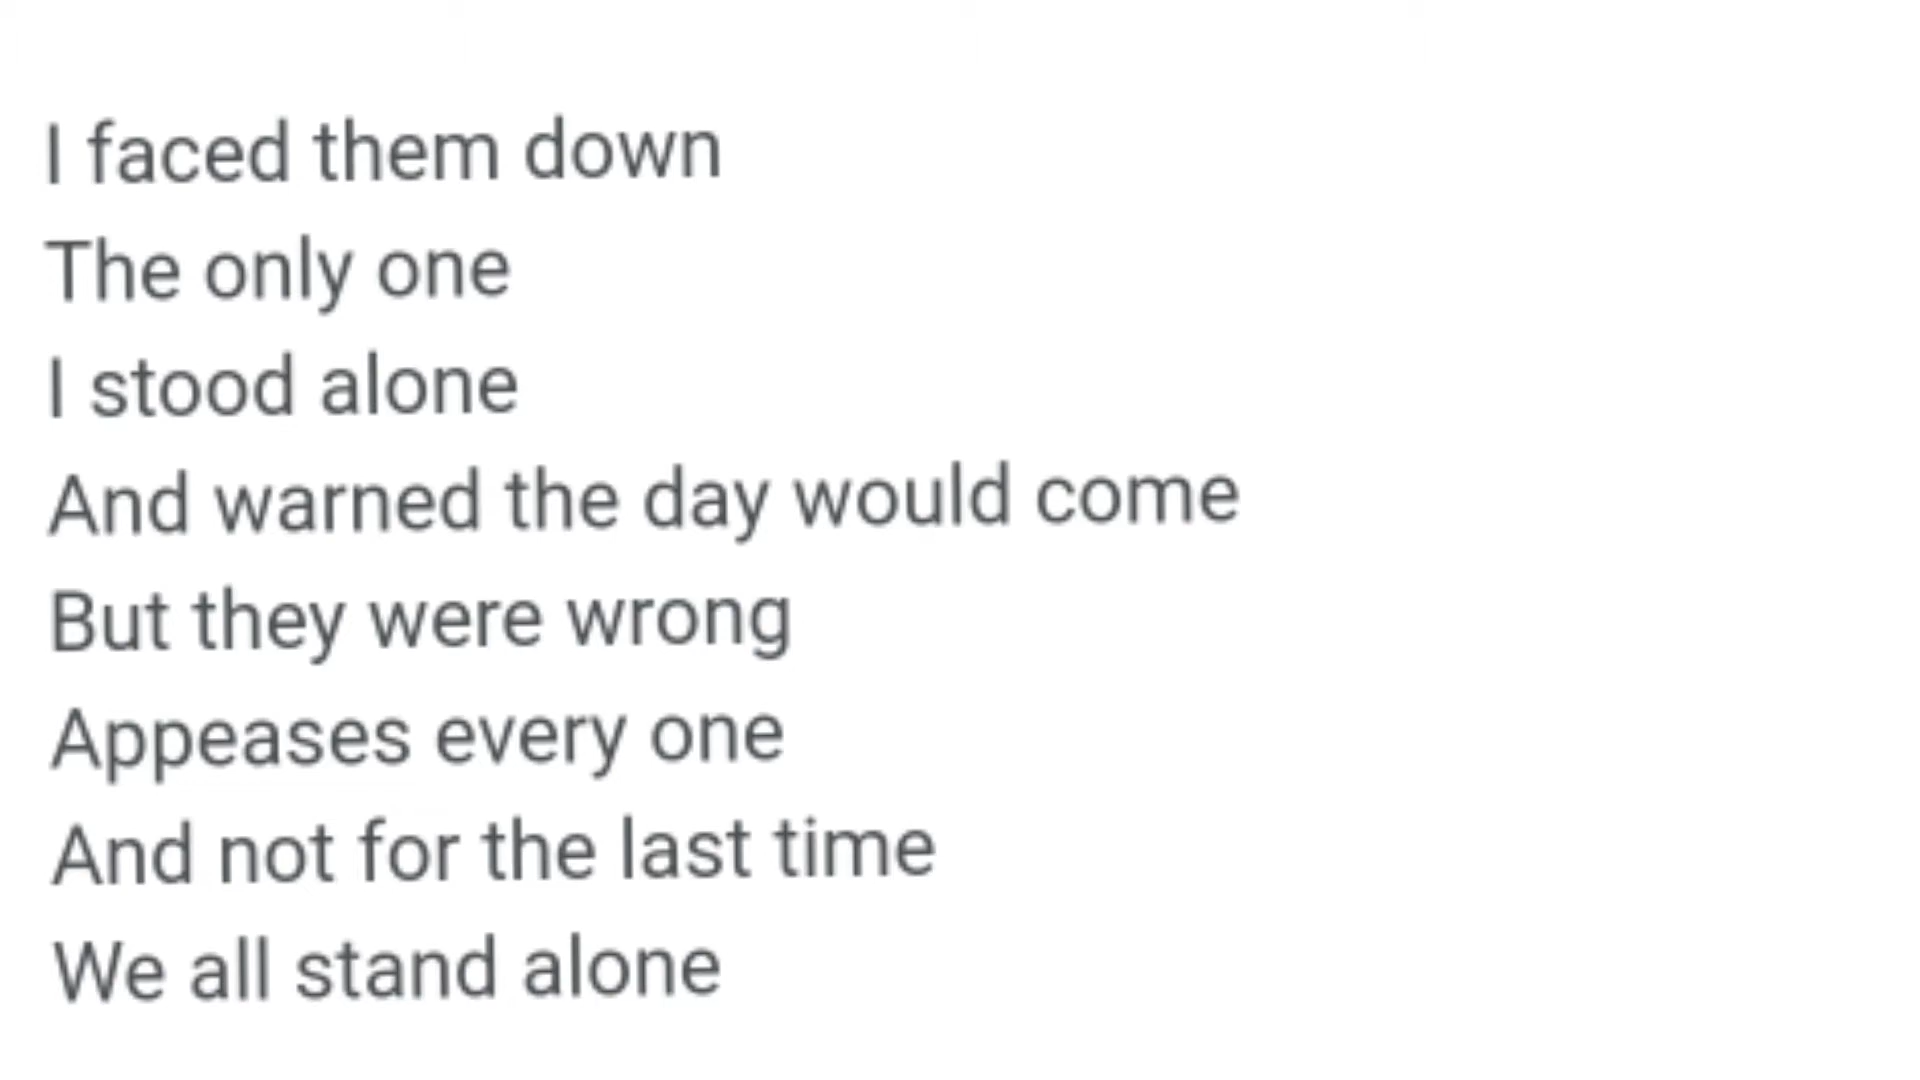 I faced them down
The only one
I stood alone
And warned the day would come
But they were wrong
Appeases every one
And not for the last time
We all stand alone